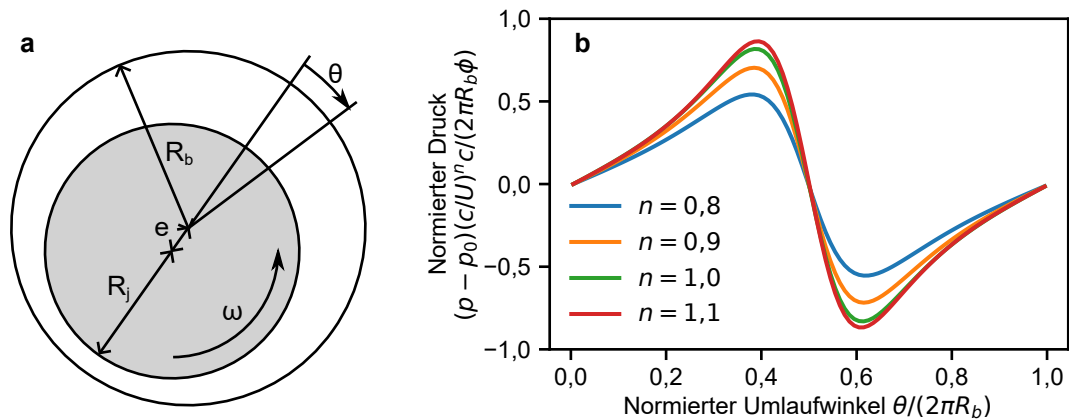 a
θ
R_b
e
R_j
ω
b
Normierter Druck
(p − p_0)(c/U)^n c/(2πR_bϕ)
1,0
0,5
0,0
−0,5
−1,0
n = 0,8
n = 0,9
n = 1,0
n = 1,1
0,0 0,2 0,4 0,6 0,8 1,0
Normierter Umlaufwinkel θ/(2πR_b)